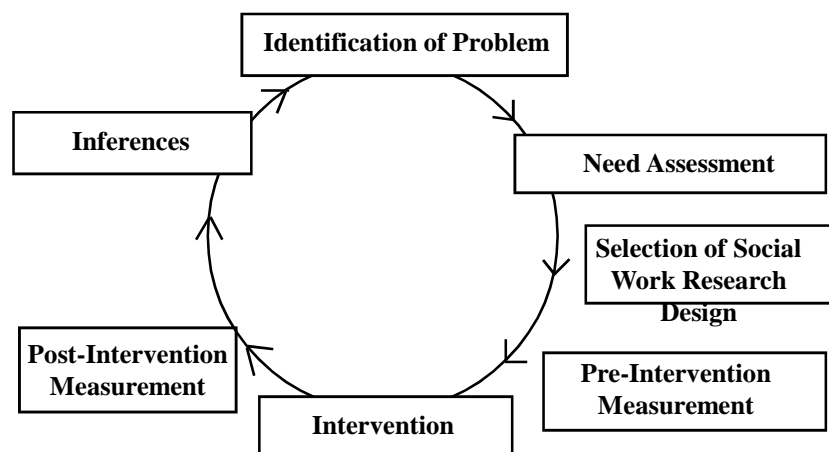 Identification of Problem
Need Assessment
Selection of Social
Work Research
Design
Pre-Intervention
Measurement
Intervention
Post-Intervention
Measurement
Inferences